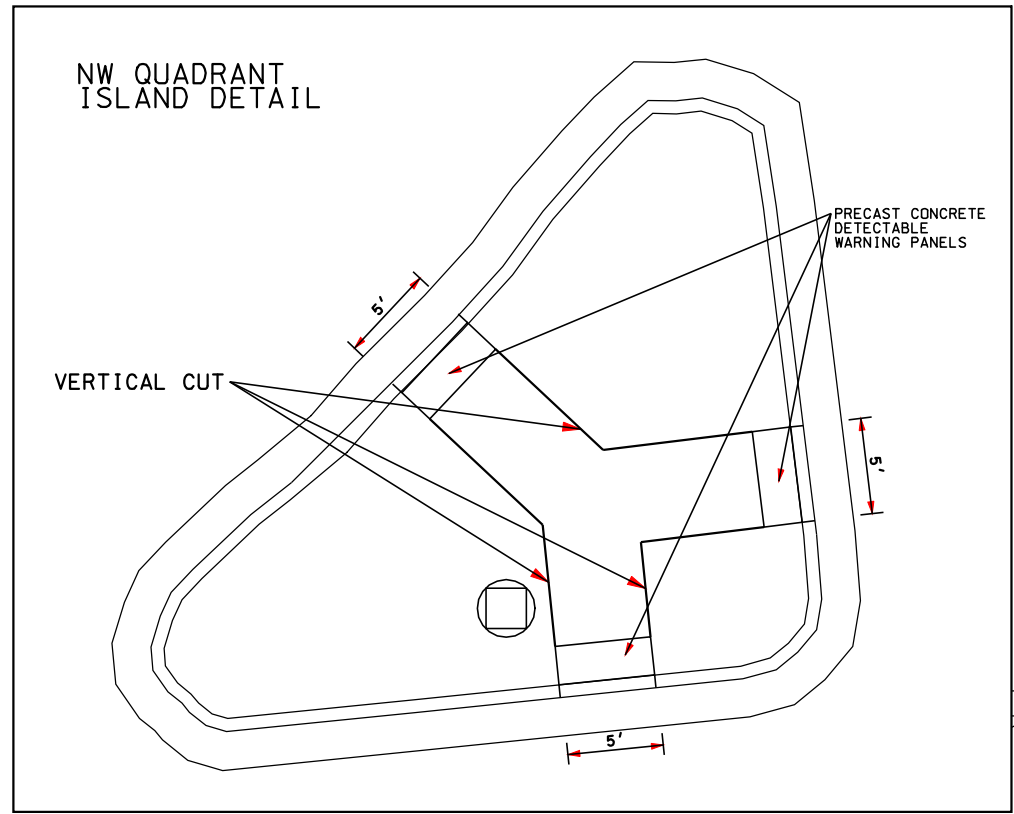 NW QUADRANT
ISLAND DETAIL
PRECAST CONCRETE
DETECTABLE
WARNING PANELS
5'
VERTICAL CUT
5'
5'